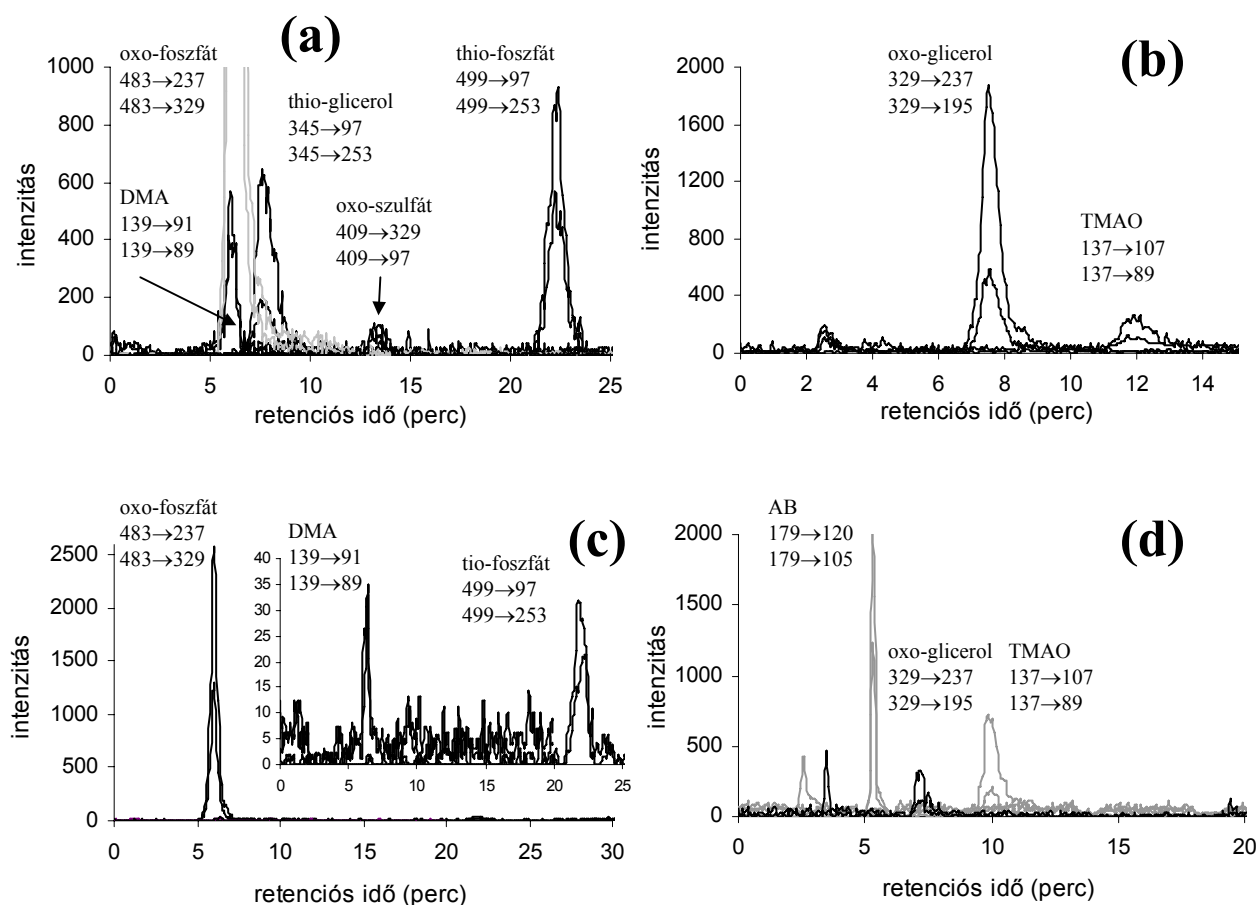 (a)
oxo-foszfát
483→237
483→329
thio-glicerol
345→97
345→253
thio-foszfát
499→97
499→253
DMA
139→91
139→89
oxo-szulfát
409→329
409→97
intenzitás
1000
800
600
400
200
0
0 5 10 15 20 25
retenciós idő (perc)
(b)
oxo-glicerol
329→237
329→195
TMAO
137→107
137→89
intenzitás
2000
1600
1200
800
400
0
0 2 4 6 8 10 12 14
retenciós idő (perc)
(c)
oxo-foszfát
483→237
483→329
DMA
139→91
139→89
tio-foszfát
499→97
499→253
intenzitás
2500
2000
1500
1000
500
0
40
35
30
25
20
15
10
5
0
0 5 10 15 20 25
0 5 10 15 20 25 30
retenciós idő (perc)
(d)
AB
179→120
179→105
oxo-glicerol
329→237
329→195
TMAO
137→107
137→89
intenzitás
2000
1500
1000
500
0
0 5 10 15 20
retenciós idő (perc)